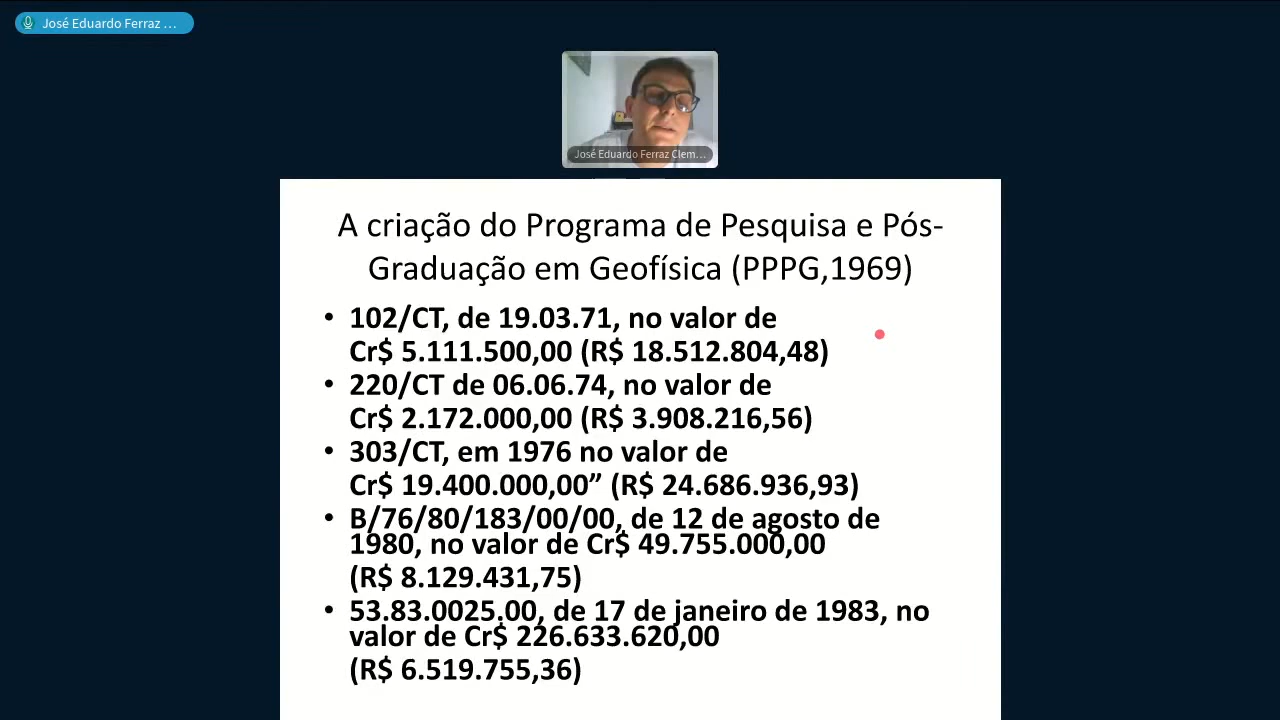 José Eduardo Ferraz ...
José Eduardo Ferraz Clem...
A criação do Programa de Pesquisa e Pós-
Graduação em Geofísica (PPPG,1969)
• 102/CT, de 19.03.71, no valor de
Cr$ 5.111.500,00 (R$ 18.512.804,48)
• 220/CT de 06.06.74, no valor de
Cr$ 2.172.000,00 (R$ 3.908.216,56)
• 303/CT, em 1976 no valor de
Cr$ 19.400.000,00” (R$ 24.686.936,93)
• B/76/80/183/00/00, de 12 de agosto de
1980, no valor de Cr$ 49.755.000,00
(R$ 8.129.431,75)
• 53.83.0025.00, de 17 de janeiro de 1983, no
valor de Cr$ 226.633.620,00
(R$ 6.519.755,36)